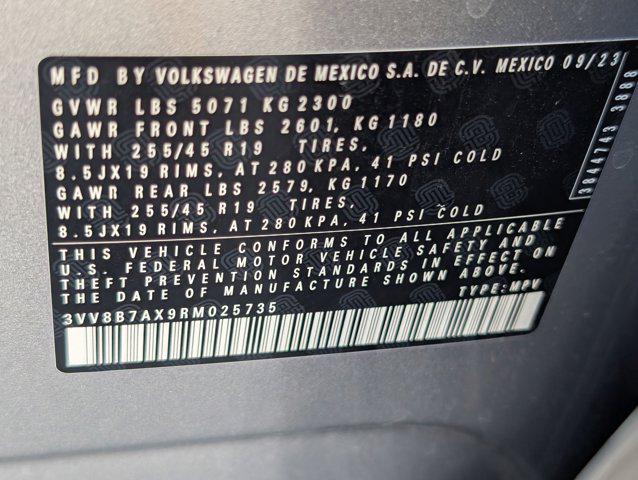 MFD BY VOLKSWAGEN DE MEXICO S.A. DE C.V. MEXICO 09/23
GVWR LBS 5071 KG 2300
GAWR FRONT LBS 2601, KG 1180
WITH 255/45 R19 TIRES,
8.5JX19 RIMS, AT 280 KPA, 41 PSI COLD
GAWR REAR LBS 2579, KG 1170
WITH 255/45 R19 TIRES,
8.5JX19 RIMS, AT 280 KPA, 41 PSI COLD
THIS VEHICLE CONFORMS TO ALL APPLICABLE
U.S. FEDERAL MOTOR VEHICLE SAFETY AND
THEFT PREVENTION STANDARDS IN EFFECT ON
THE DATE OF MANUFACTURE SHOWN ABOVE.
3VV8B7AX9RM025735 TYPE:MPV
3844743 3888